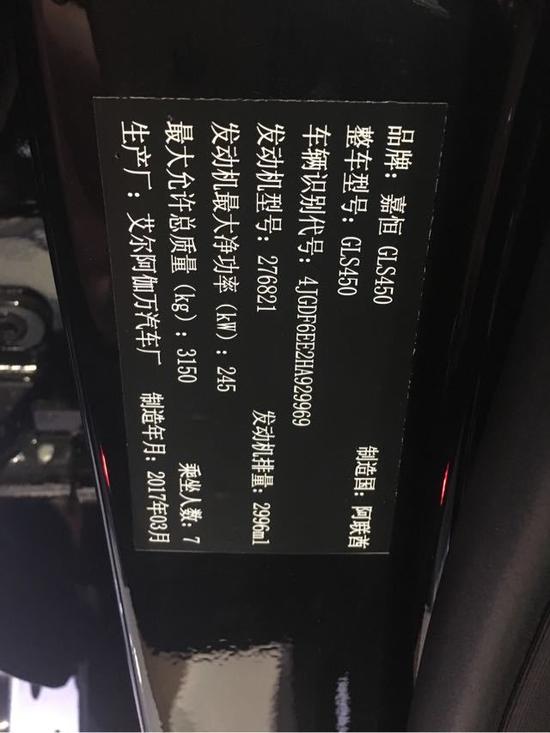 品牌：嘉恒 GLS450
整车型号：GLS450 制造国：阿联酋
车辆识别代号：4JGDF6EE2HA929969
发动机型号：276821 发动机排量：2996ml
发动机最大净功率（kW）：245
最大允许总质量（kg）：3150 乘坐人数：7
生产厂：艾尔阿伽万汽车厂 制造年月：2017年03月